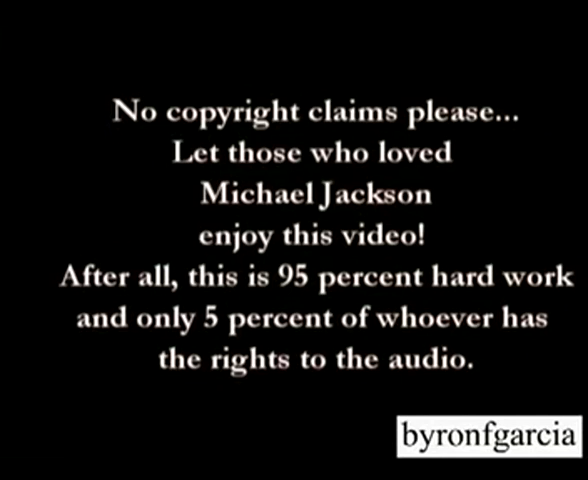 No copyright claims please...
Let those who loved
Michael Jackson
enjoy this video!
After all, this is 95 percent hard work
and only 5 percent of whoever has
the rights to the audio.
byronfgarcia